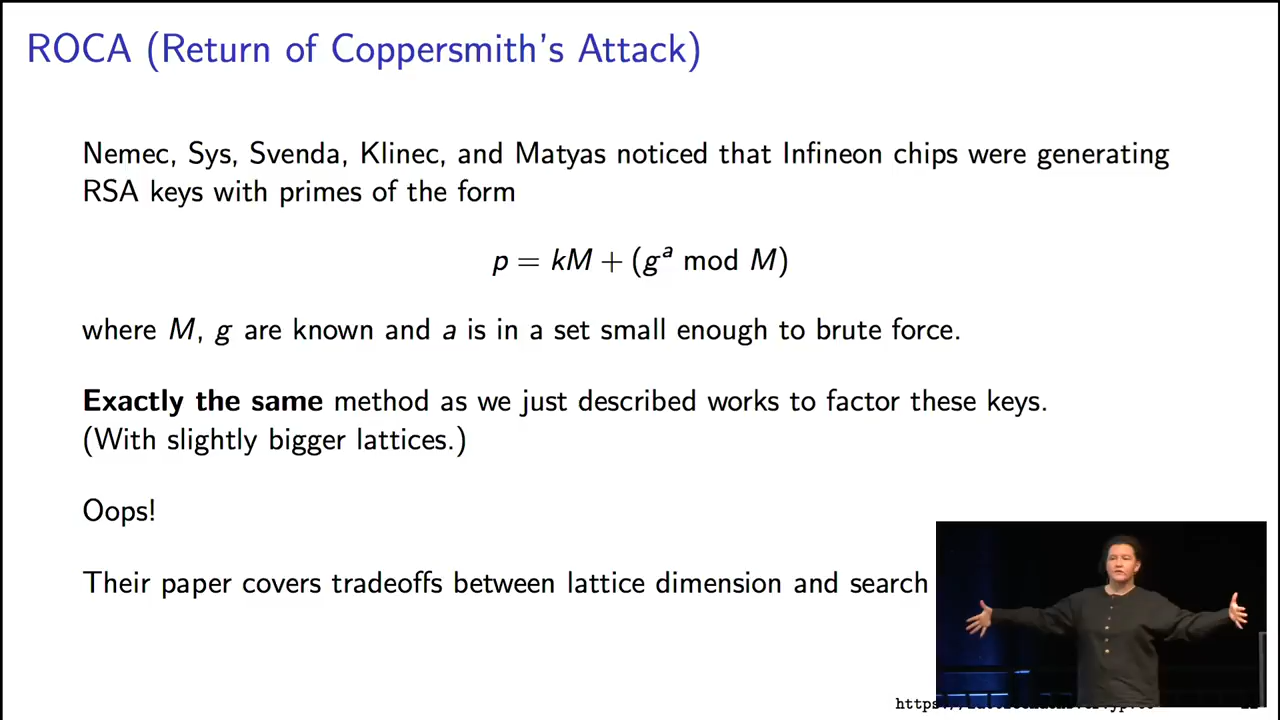 ROCA (Return of Coppersmith's Attack)
Nemec, Sys, Svenda, Klinec, and Matyas noticed that Infineon chips were generating
RSA keys with primes of the form
p = kM + (gᵃ mod M)
where M, g are known and a is in a set small enough to brute force.
Exactly the same method as we just described works to factor these keys.
(With slightly bigger lattices.)
Oops!
Their paper covers tradeoffs between lattice dimension and search